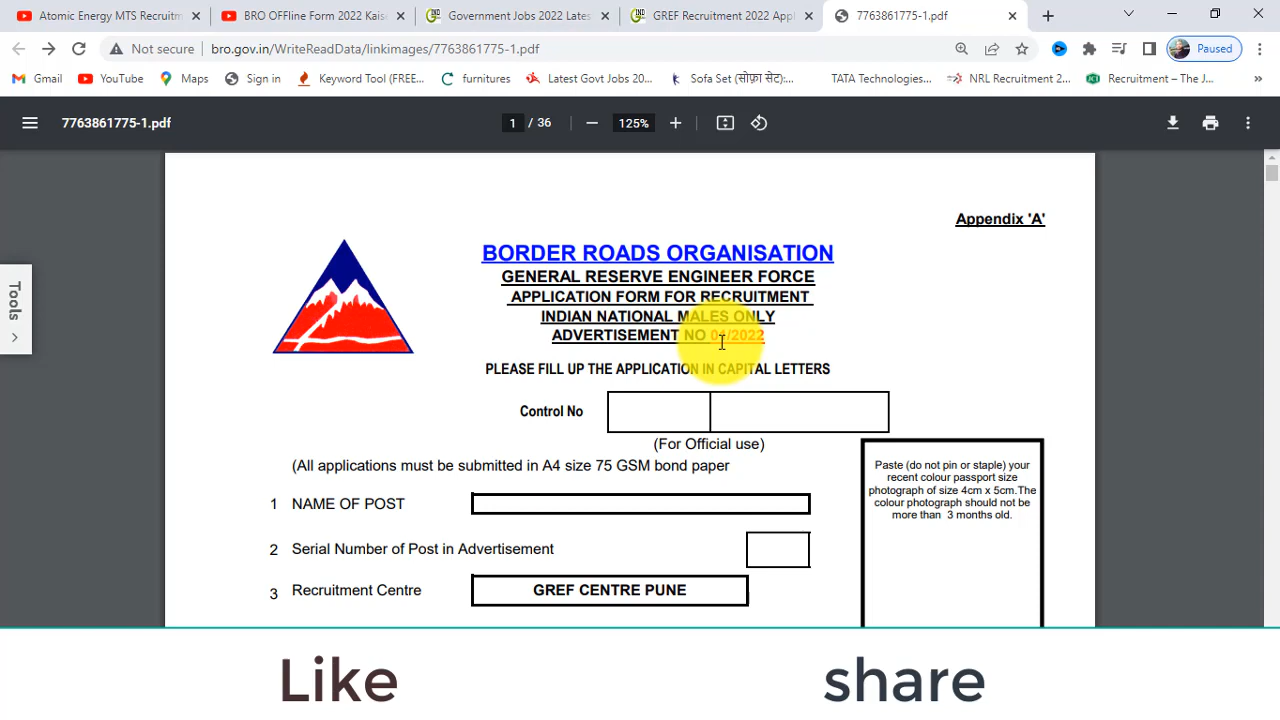 Atomic Energy MTS Recruitm
BRO OFFline Form 2022 Kaise
Government Jobs 2022 Lates
GREF Recruitment 2022 Appl
7763861775-1.pdf
Not secure
bro.gov.in/WriteReadData/linkimages/7763861775-1.pdf
Paused
Gmail
YouTube
Maps
Sign in
Keyword Tool (FREE...
furnitures
Latest Govt Jobs 20...
Sofa Set (सोफ़ा सेट):...
TATA Technologies...
NRL Recruitment 2...
Recruitment – The J...
7763861775-1.pdf
1 / 36
125%
Tools
Appendix 'A'
BORDER ROADS ORGANISATION
GENERAL RESERVE ENGINEER FORCE
APPLICATION FORM FOR RECRUITMENT
INDIAN NATIONAL MALES ONLY
ADVERTISEMENT NO 01/2022
PLEASE FILL UP THE APPLICATION IN CAPITAL LETTERS
Control No
(For Official use)
(All applications must be submitted in A4 size 75 GSM bond paper
Paste (do not pin or staple) your
recent colour passport size
photograph of size 4cm x 5cm.The
colour photograph should not be
more than 3 months old.
1 NAME OF POST
2 Serial Number of Post in Advertisement
3 Recruitment Centre
GREF CENTRE PUNE
Like
share